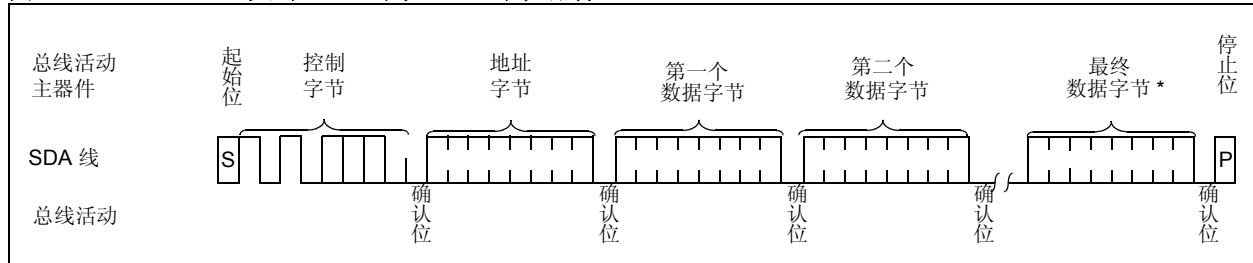 总线活动
主器件
起始位
控制
字节
地址
字节
第一个
数据字节
第二个
数据字节
最终
数据字节 *
停止位
SDA 线
S
P
总线活动
确认位
确认位
确认位
确认位
确认位